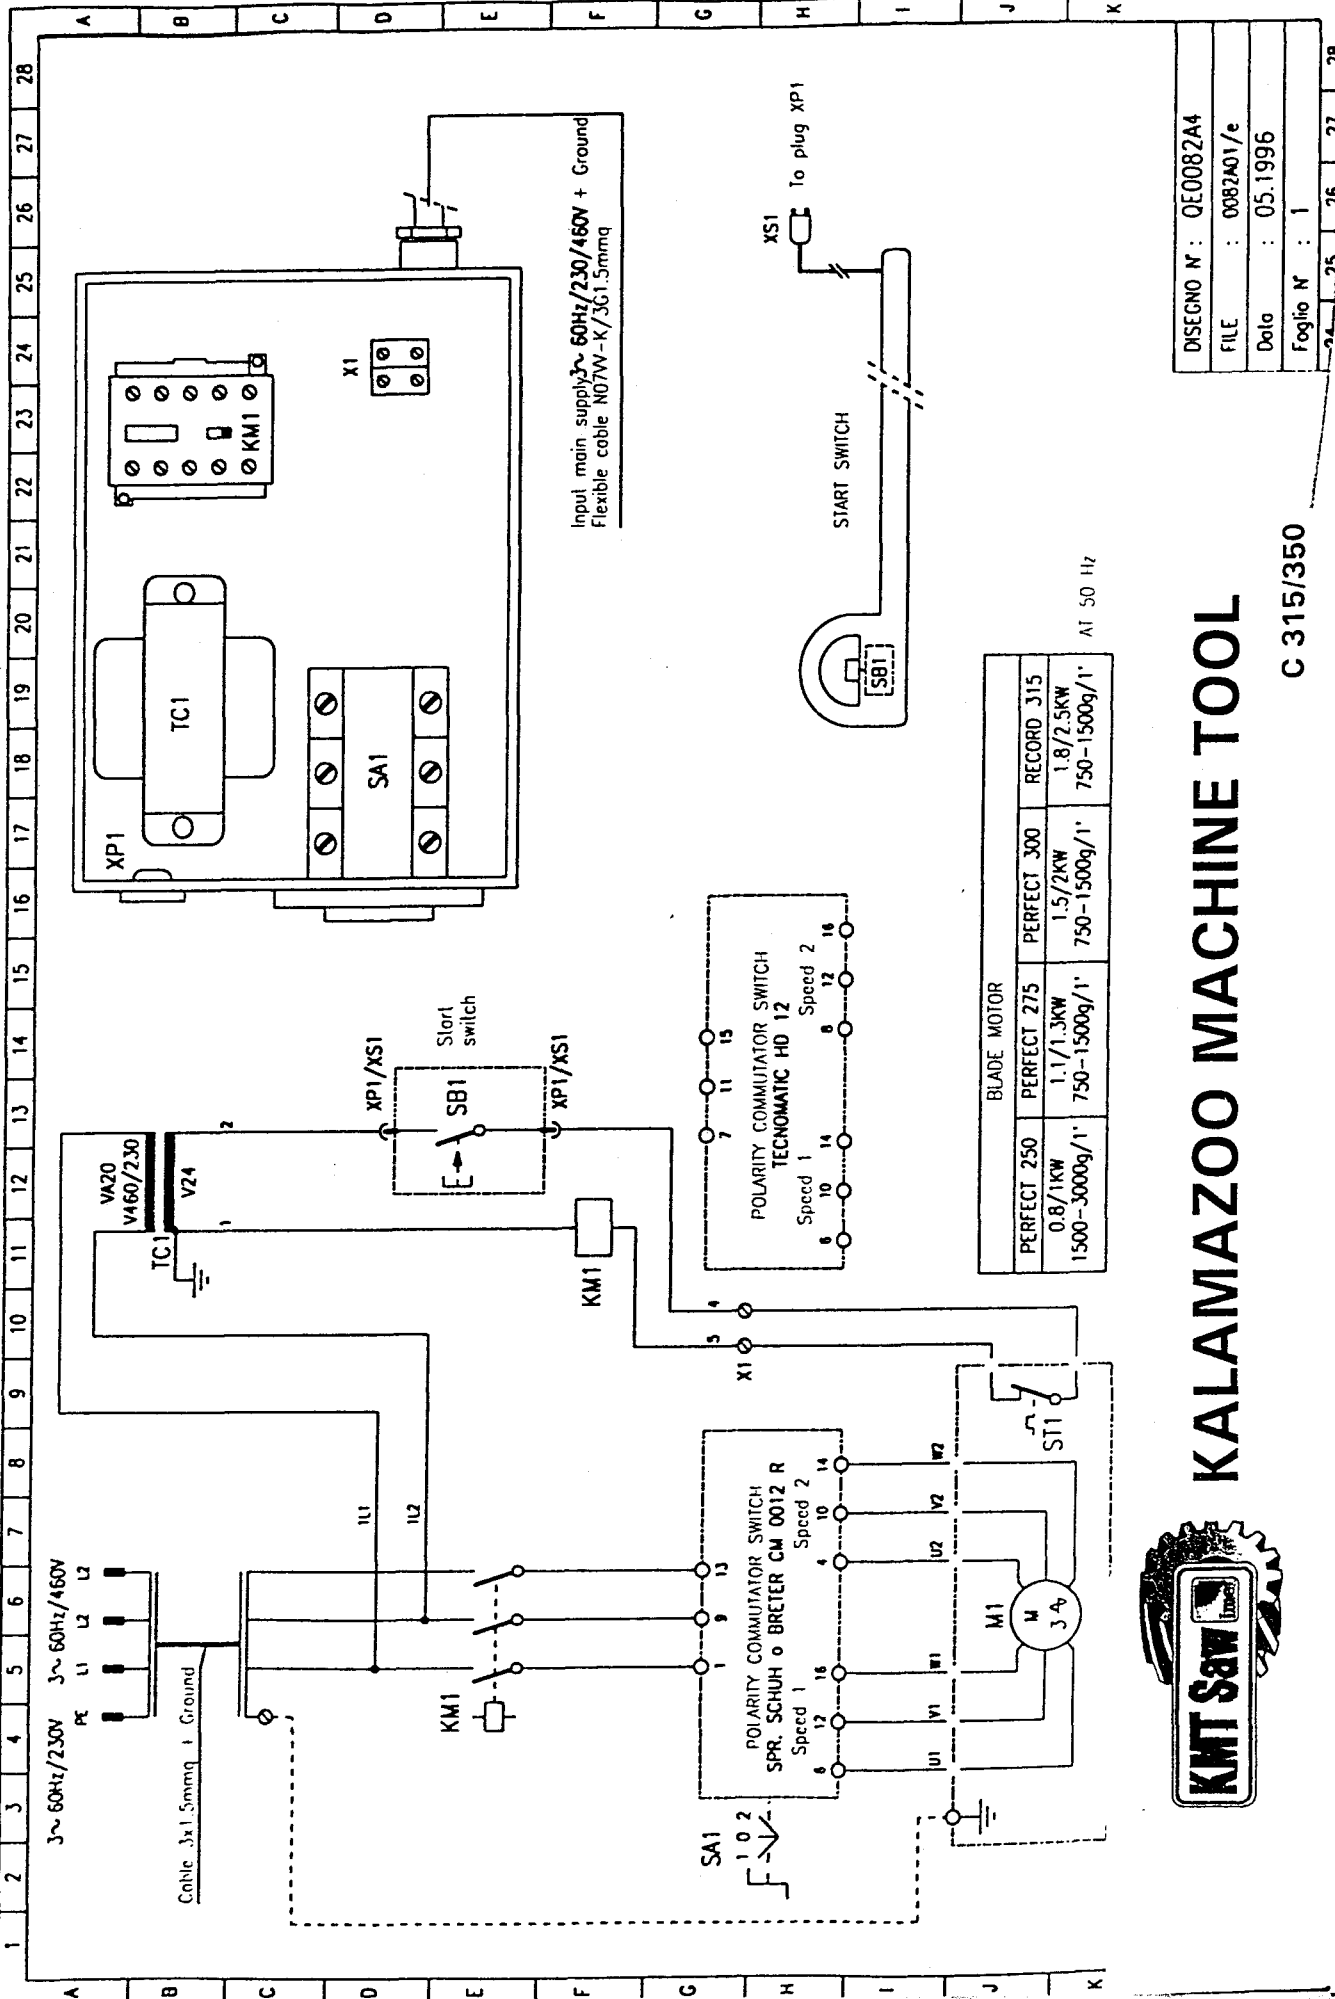 A B C D E F G H I J K
1 2 3 4 5 6 7 8 9 10 11 12 13 14 15 16 17 18 19 20 21 22 23 24 25 26 27 28
3~ 60Hz/230V 3~ 60Hz/460V
PE L1 L2 L2
Cable 3x1.5mmq + Ground
1L1
1L2
VA20
V460/230
TC1
V24
1
2
XP1/XS1
SB1
Start
switch
XP1/XS1
KM1
KM1
X1
5
4
SA1
1 0 2
1 9 13
POLARITY COMMUTATOR SWITCH
SPR. SCHUH o BRETER CM 0012 R
Speed 1 Speed 2
8 12 16 4 10 14
U1 V1 W1 U2 V2 W2
M1
M
3
ST1
7 11 15
POLARITY COMMUTATOR SWITCH
TECNOMATIC HD 12
Speed 1 Speed 2
6 10 14 8 12 16
XP1
TC1
SA1
KM1
X1
Input main supply 3~ 60Hz/230/460V + Ground
Flexible cable N07VV-K/3G1.5mmq
START SWITCH
SB1
XS1
To plug XP1
BLADE MOTOR
PERFECT 250 PERFECT 275 PERFECT 300 RECORD 315
0.8/1KW 1.1/1.3KW 1.5/2KW 1.8/2.5KW
1500-3000g/1' 750-1500g/1' 750-1500g/1' 750-1500g/1'
AT 50 Hz
DISEGNO N° : QE0082A4
FILE : 0082A01/e
Data : 05.1996
Foglio N° : 1
24 25 26 27 28
KMT Saw
KALAMAZOO MACHINE TOOL
C 315/350
A B C D E F G H I J K